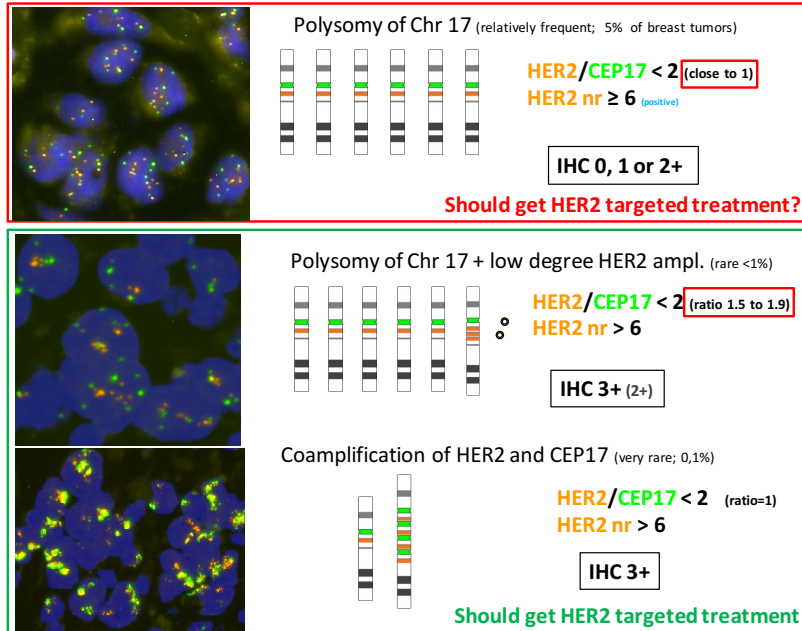 Polysomy of Chr 17 (relatively frequent; 5% of breast tumors)
HER2/CEP17 < 2 (close to 1)
HER2 nr ≥ 6 (positive)
IHC 0, 1 or 2+
Should get HER2 targeted treatment?
Polysomy of Chr 17 + low degree HER2 ampl. (rare <1%)
HER2/CEP17 < 2 (ratio 1.5 to 1.9)
HER2 nr > 6
IHC 3+ (2+)
Coamplification of HER2 and CEP17 (very rare; 0,1%)
HER2/CEP17 < 2 (ratio=1)
HER2 nr > 6
IHC 3+
Should get HER2 targeted treatment